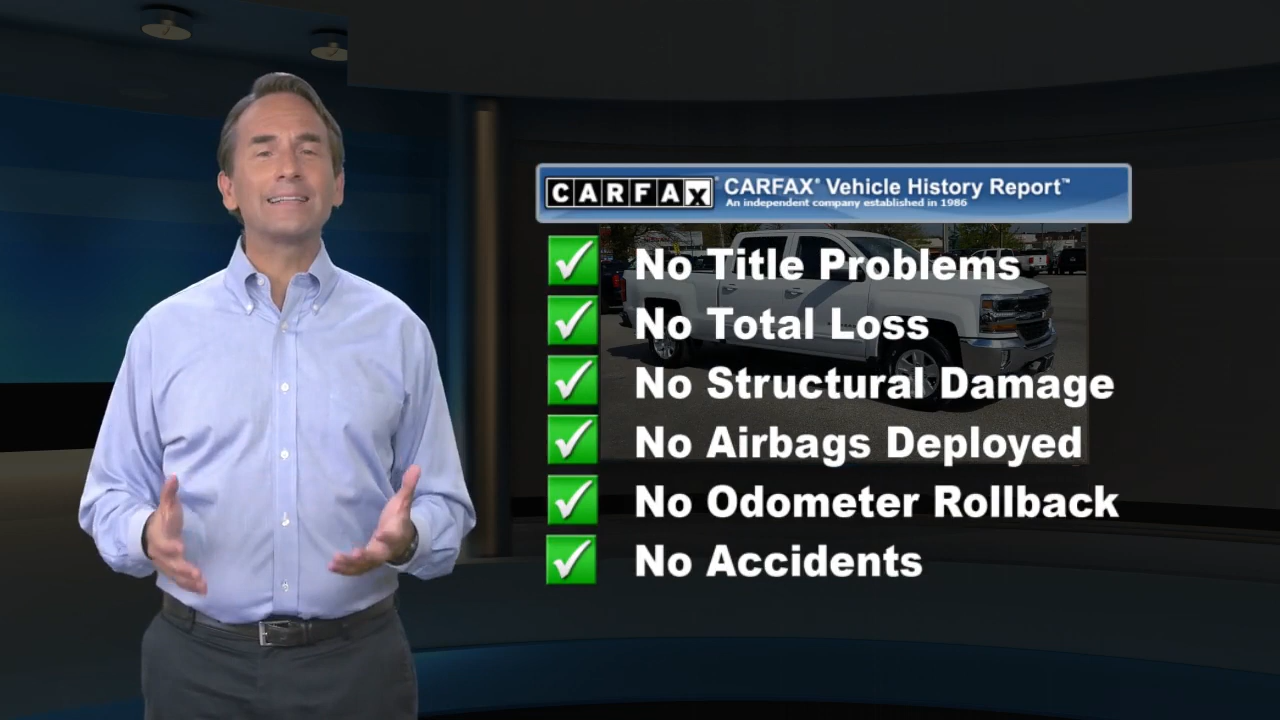 CARFAX® CARFAX® Vehicle History Report™
An independent company established in 1986
No Title Problems
No Total Loss
No Structural Damage
No Airbags Deployed
No Odometer Rollback
No Accidents